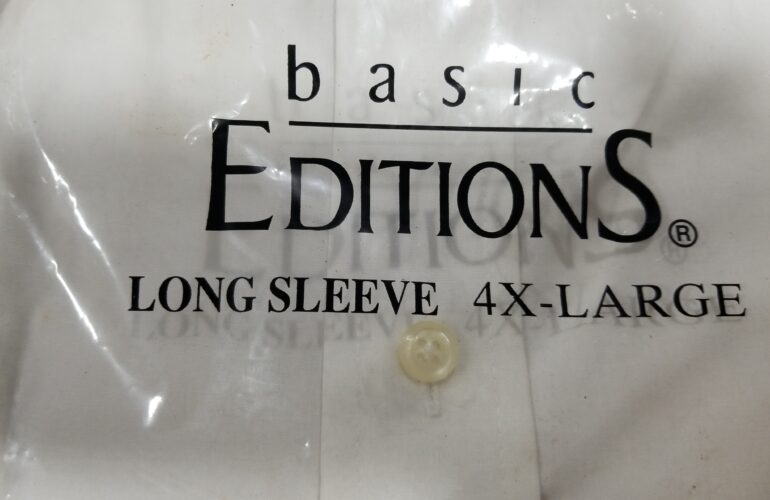 basic
EDITIONS®
LONG SLEEVE 4X-LARGE